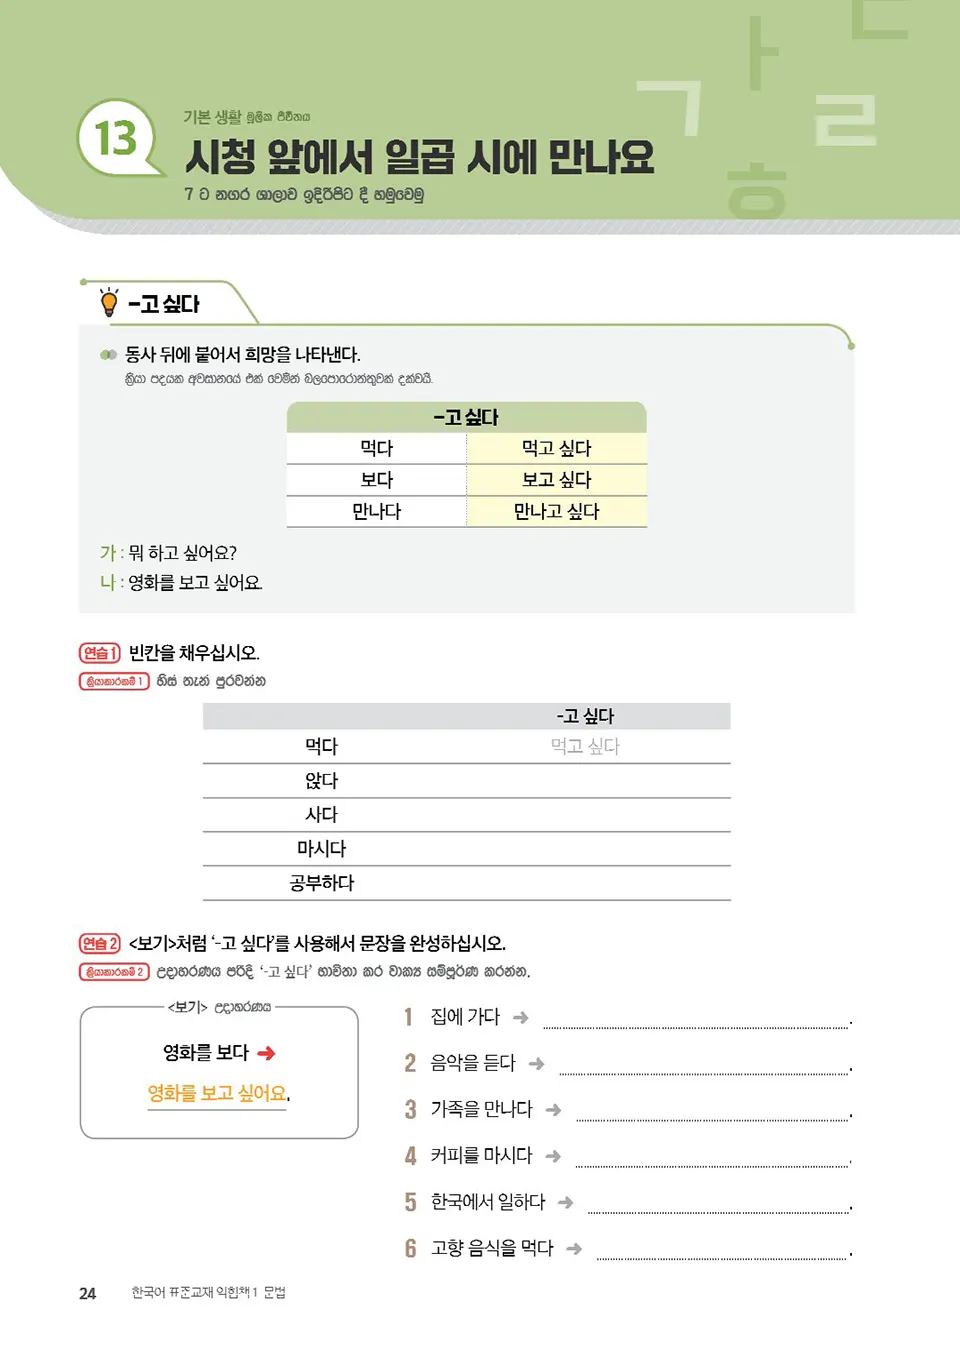 13
기본 생활 මූලික ජීවිතය
시청 앞에서 일곱 시에 만나요
7 ට නගර ශාලාව ඉදිරිපිට දී හමුවෙමු
-고 싶다
동사 뒤에 붙어서 희망을 나타낸다.
ක්‍රියා පදයක අවසානයේ එක් වෙමින් බලාපොරොත්තුවක් දක්වයි.
-고 싶다
먹다 먹고 싶다
보다 보고 싶다
만나다 만나고 싶다
가 : 뭐 하고 싶어요?
나 : 영화를 보고 싶어요.
연습 1 빈칸을 채우십시오.
ක්‍රියාකාරකම් 1 හිස් තැන් පුරවන්න
-고 싶다
먹다 먹고 싶다
앉다
사다
마시다
공부하다
연습 2 <보기>처럼 ‘-고 싶다’를 사용해서 문장을 완성하십시오.
ක්‍රියාකාරකම් 2 උදාහරණය පරිදි ‘-고 싶다’ භාවිතා කර වාක්‍ය සම්පූර්ණ කරන්න.
<보기> උදාහරණය
영화를 보다 ➜
영화를 보고 싶어요.
1 집에 가다 ➜ .
2 음악을 듣다 ➜ .
3 가족을 만나다 ➜ .
4 커피를 마시다 ➜ .
5 한국에서 일하다 ➜ .
6 고향 음식을 먹다 ➜ .
24 한국어 표준교재 익힘책 1 문법